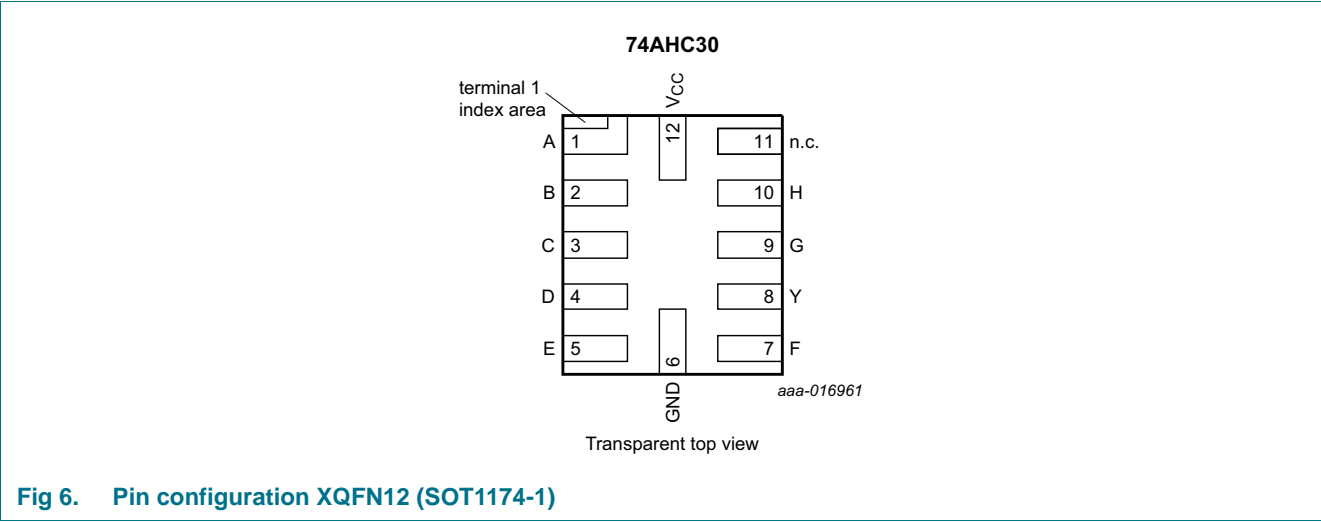 74AHC30
terminal 1
index area
VCC
A 1 12 11 n.c.
B 2 10 H
C 3 9 G
D 4 8 Y
E 5 6 7 F
GND
aaa-016961
Transparent top view
Fig 6. Pin configuration XQFN12 (SOT1174-1)